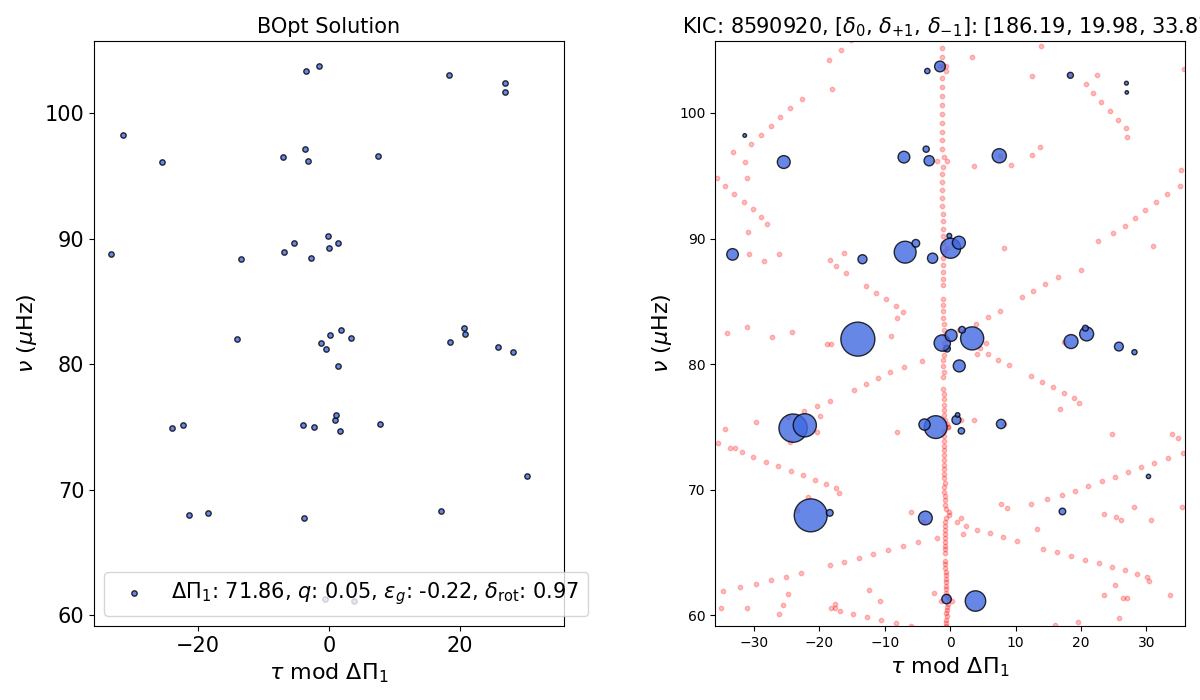 BOpt Solution
KIC: 8590920, [δ₀, δ₊₁, δ₋₁]: [186.19, 19.98, 33.8
100
90
80
70
60
ν (μHz)
ΔΠ₁: 71.86, q: 0.05, ε_g: -0.22, δ_rot: 0.97
−20
0
20
τ mod ΔΠ₁
100
90
80
70
60
ν (μHz)
−30
−20
−10
0
10
20
30
τ mod ΔΠ₁